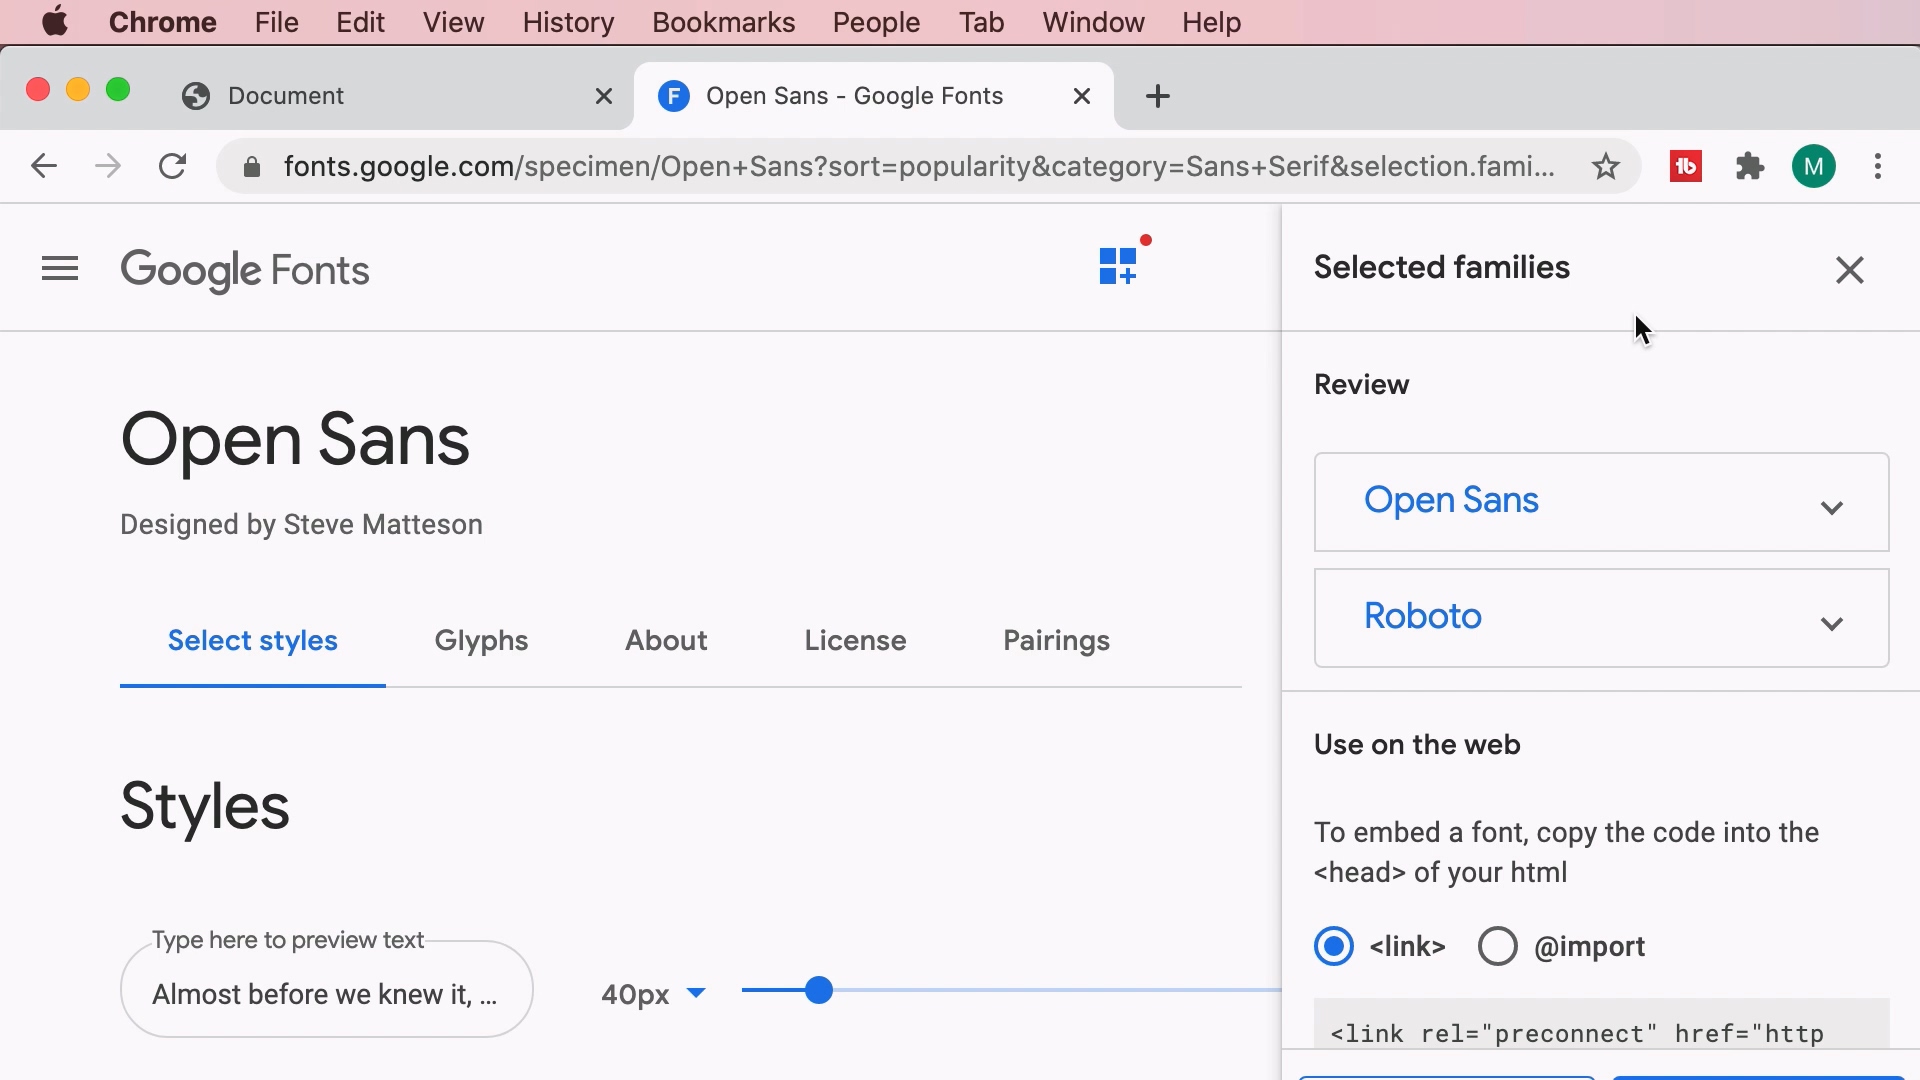 Chrome File Edit View History Bookmarks People Tab Window Help
Document
Open Sans - Google Fonts
fonts.google.com/specimen/Open+Sans?sort=popularity&category=Sans+Serif&selection.fami...
M
Google Fonts
Open Sans
Designed by Steve Matteson
Select styles Glyphs About License Pairings
Styles
Type here to preview text
Almost before we knew it, ...
40px
Selected families
Review
Open Sans
Roboto
Use on the web
To embed a font, copy the code into the
<head> of your html
<link> @import
<link rel="preconnect" href="http